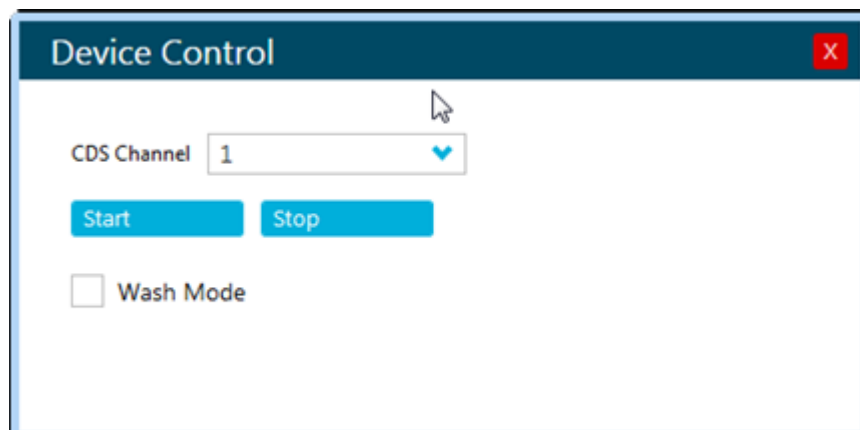 Device Control
X
CDS Channel 1
Start Stop
Wash Mode